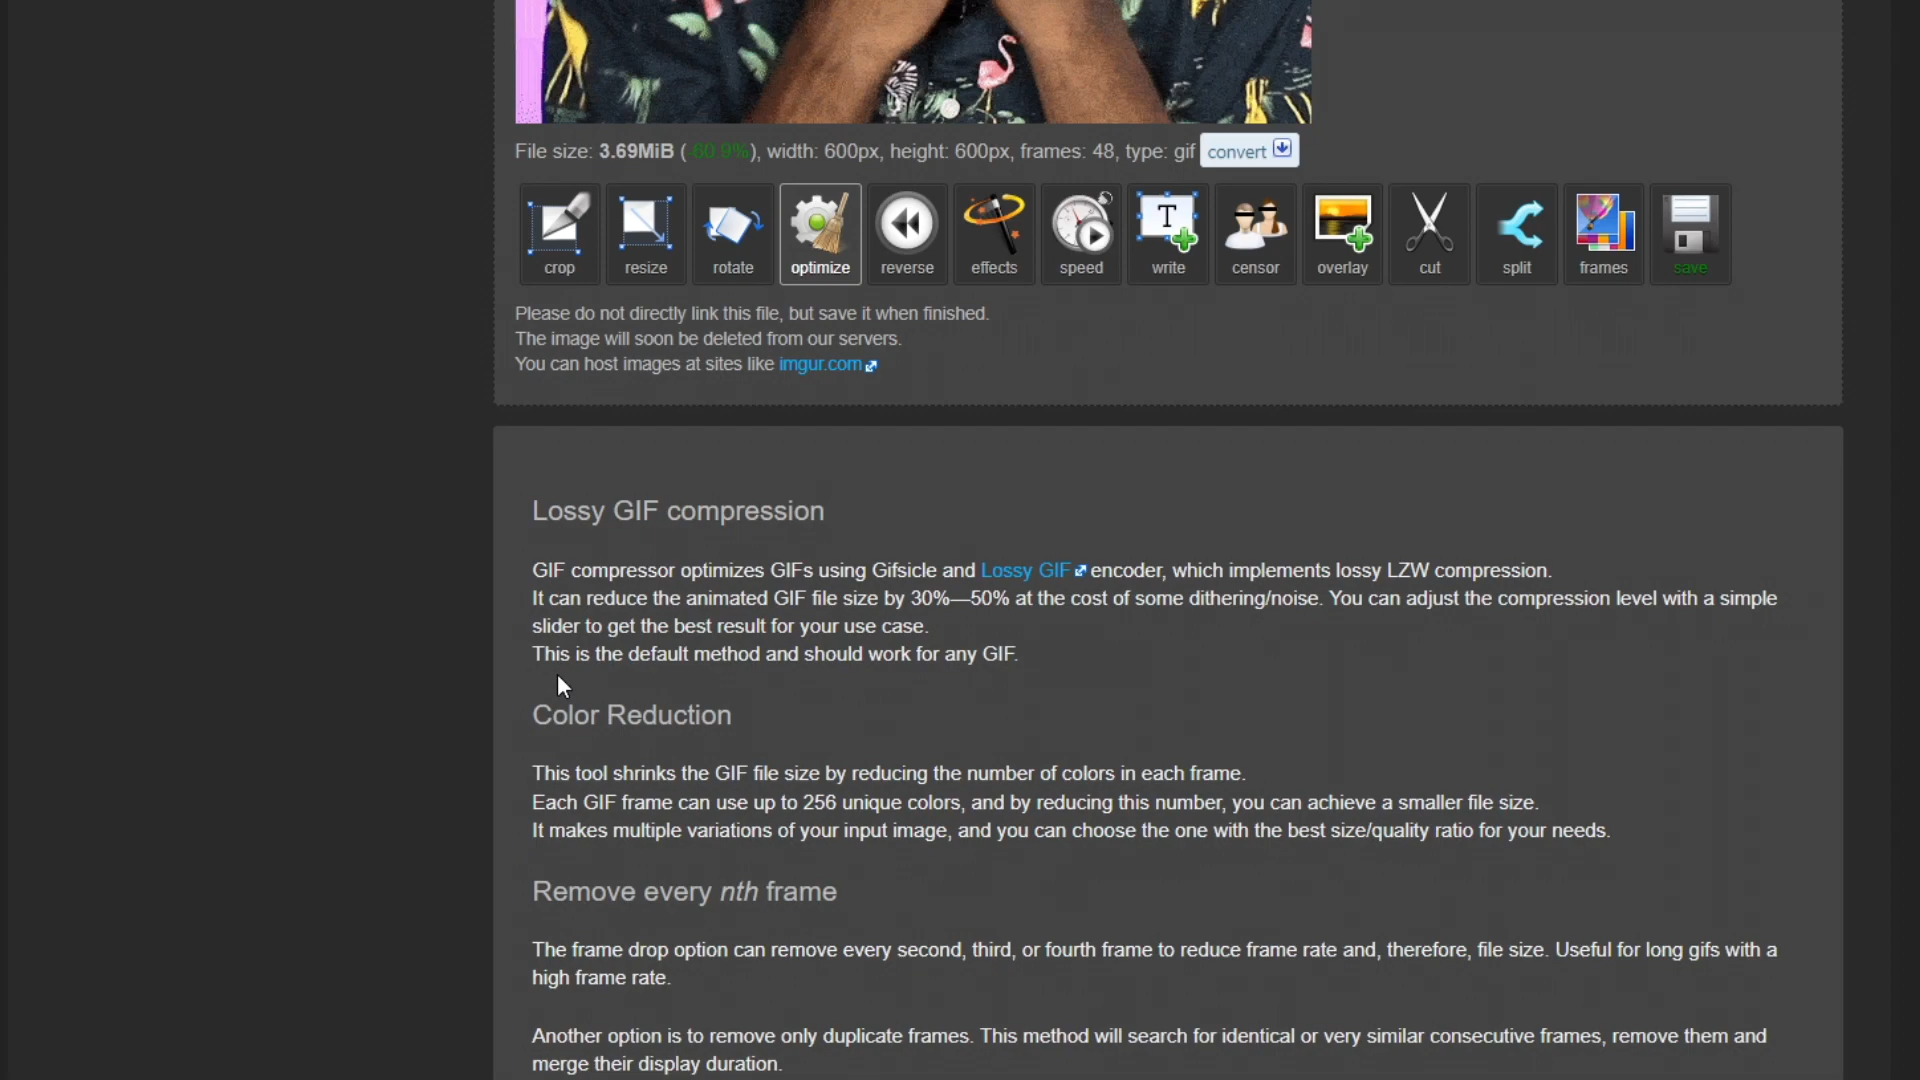 File size: 3.69MiB (-60.9%), width: 600px, height: 600px, frames: 48, type: gif convert
crop resize rotate optimize reverse effects speed write censor overlay cut split frames save
Please do not directly link this file, but save it when finished.
The image will soon be deleted from our servers.
You can host images at sites like imgur.com
Lossy GIF compression
GIF compressor optimizes GIFs using Gifsicle and Lossy GIF encoder, which implements lossy LZW compression.
It can reduce the animated GIF file size by 30%—50% at the cost of some dithering/noise. You can adjust the compression level with a simple
slider to get the best result for your use case.
This is the default method and should work for any GIF.
Color Reduction
This tool shrinks the GIF file size by reducing the number of colors in each frame.
Each GIF frame can use up to 256 unique colors, and by reducing this number, you can achieve a smaller file size.
It makes multiple variations of your input image, and you can choose the one with the best size/quality ratio for your needs.
Remove every nth frame
The frame drop option can remove every second, third, or fourth frame to reduce frame rate and, therefore, file size. Useful for long gifs with a
high frame rate.
Another option is to remove only duplicate frames. This method will search for identical or very similar consecutive frames, remove them and
merge their display duration.